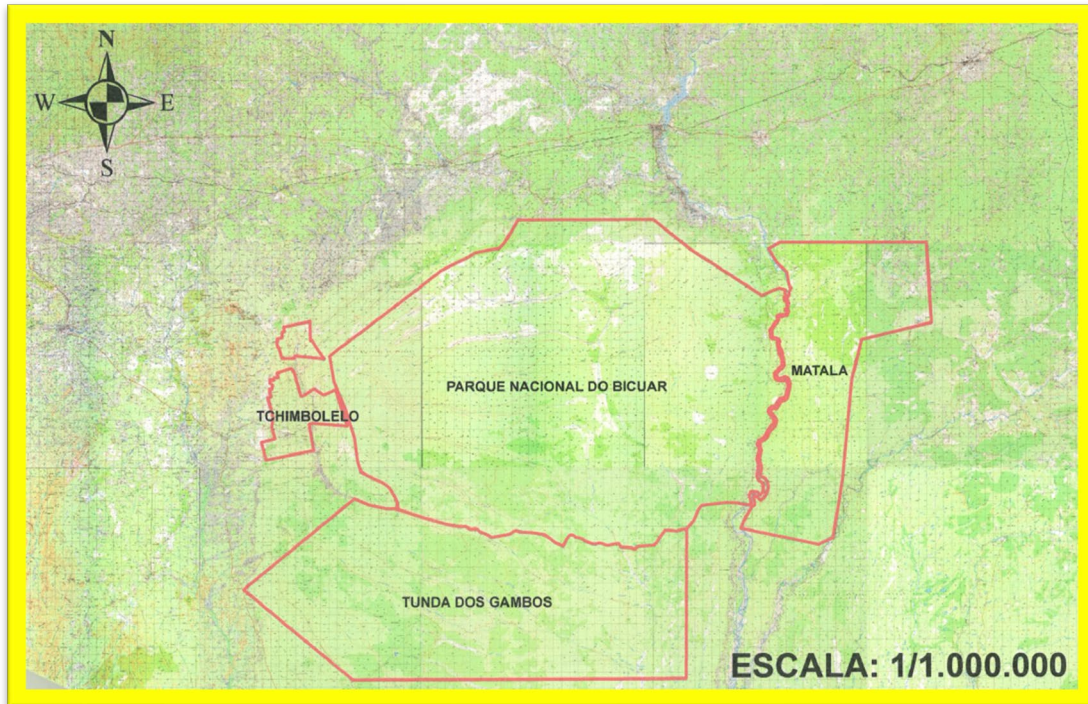 N
W E
S
MATALA
PARQUE NACIONAL DO BICUAR
TCHIMBOLELO
TUNDA DOS GAMBOS
ESCALA: 1/1.000.000